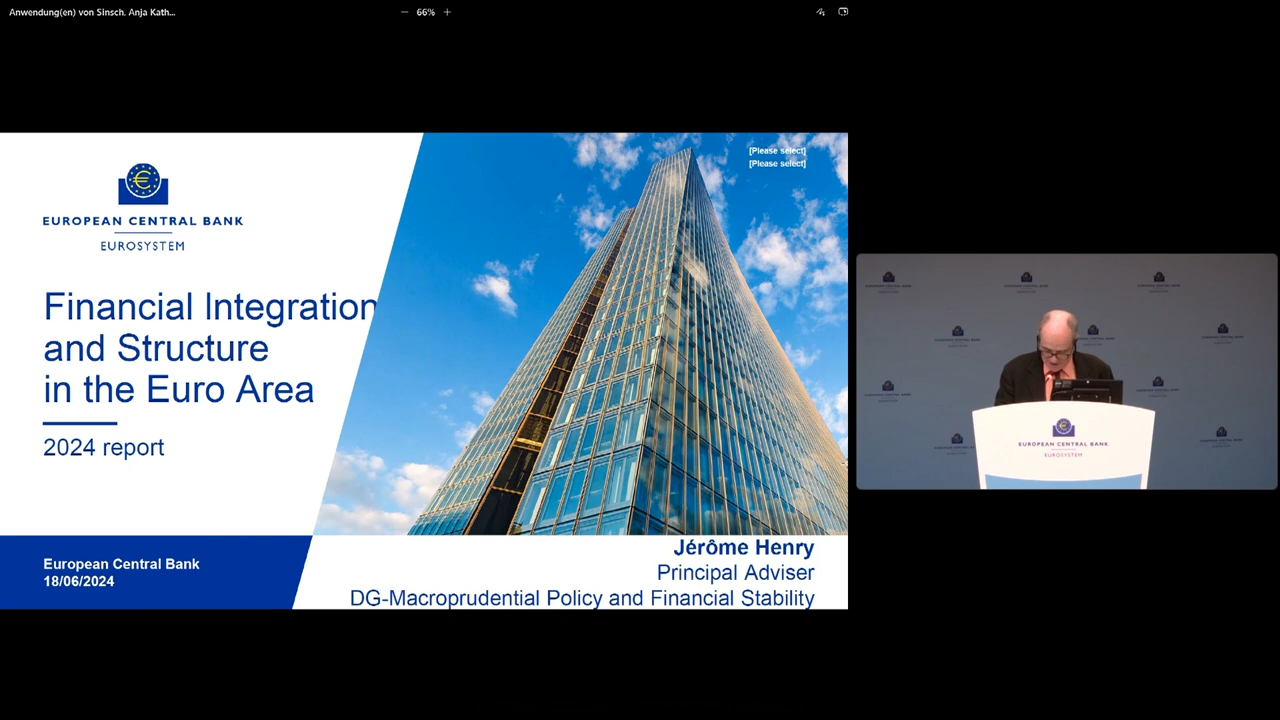 Anwendung(en) von Sinsch, Anja Kath...
66%
[Please select]
[Please select]
EUROPEAN CENTRAL BANK
EUROSYSTEM
Financial Integration
and Structure
in the Euro Area
2024 report
European Central Bank
18/06/2024
Jérôme Henry
Principal Adviser
DG-Macroprudential Policy and Financial Stability
EUROPEAN CENTRAL BANK
EUROSYSTEM